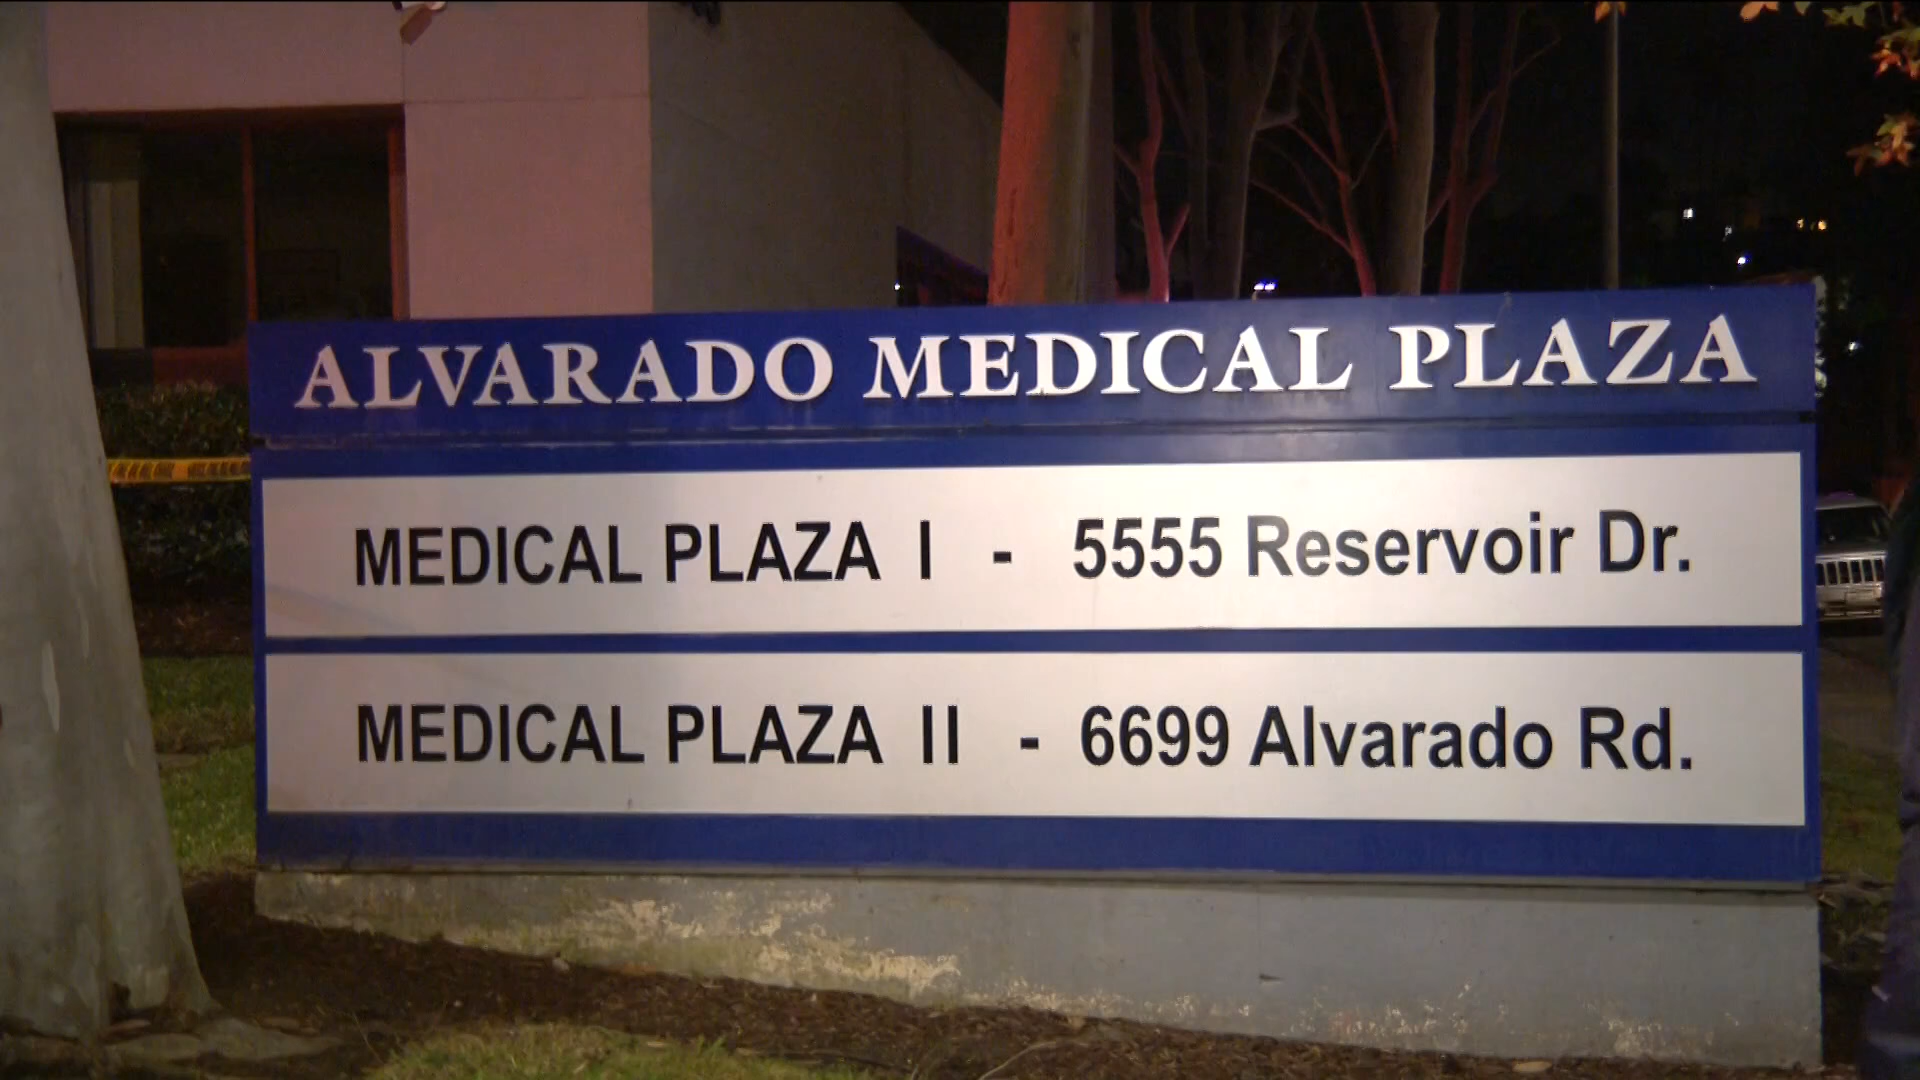 ALVARADO MEDICAL PLAZA
MEDICAL PLAZA I - 5555 Reservoir Dr.
MEDICAL PLAZA II - 6699 Alvarado Rd.